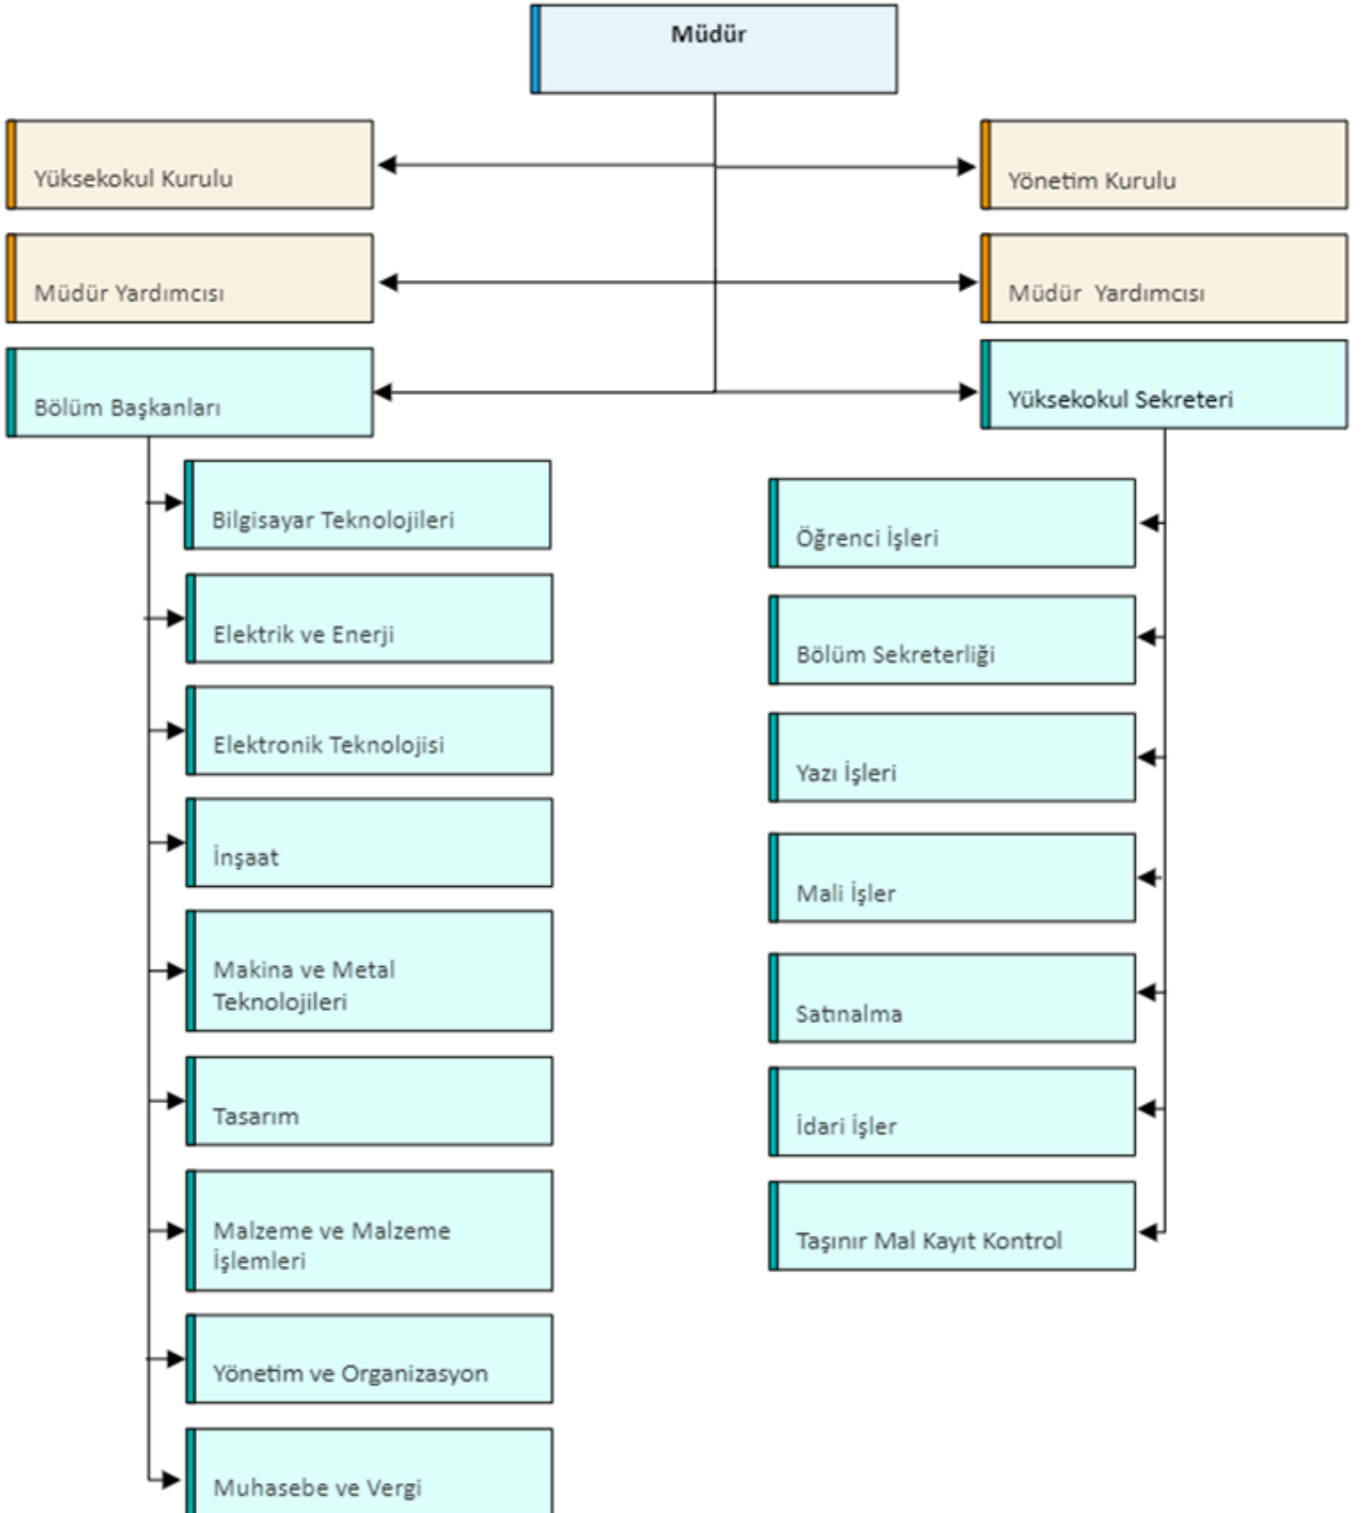 Müdür
Yüksekokul Kurulu
Yönetim Kurulu
Müdür Yardımcısı
Müdür  Yardımcısı
Bölüm Başkanları
Yüksekokul Sekreteri
Bilgisayar Teknolojileri
Elektrik ve Enerji
Elektronik Teknolojisi
İnşaat
Makina ve Metal
Teknolojileri
Tasarım
Malzeme ve Malzeme
İşlemleri
Yönetim ve Organizasyon
Muhasebe ve Vergi
Öğrenci İşleri
Bölüm Sekreterliği
Yazı İşleri
Mali İşler
Satınalma
İdari İşler
Taşınır Mal Kayıt Kontrol